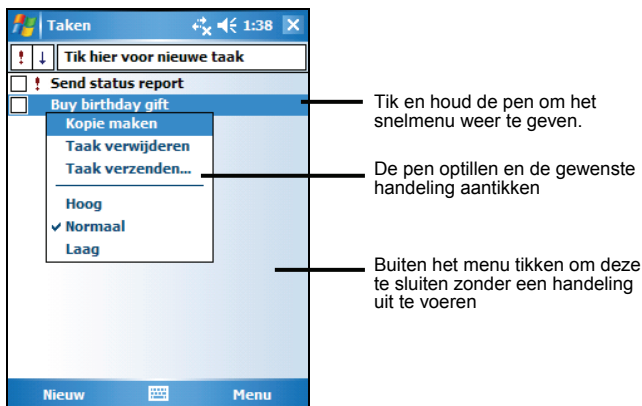 Taken 1:38
! ↓ Tik hier voor nieuwe taak
! Send status report
Buy birthday gift
Kopie maken
Taak verwijderen
Taak verzenden...
Hoog
✓ Normaal
Laag
Nieuw Menu
Tik en houd de pen om het
snelmenu weer te geven.
De pen optillen en de gewenste
handeling aantikken
Buiten het menu tikken om deze
te sluiten zonder een handeling
uit te voeren